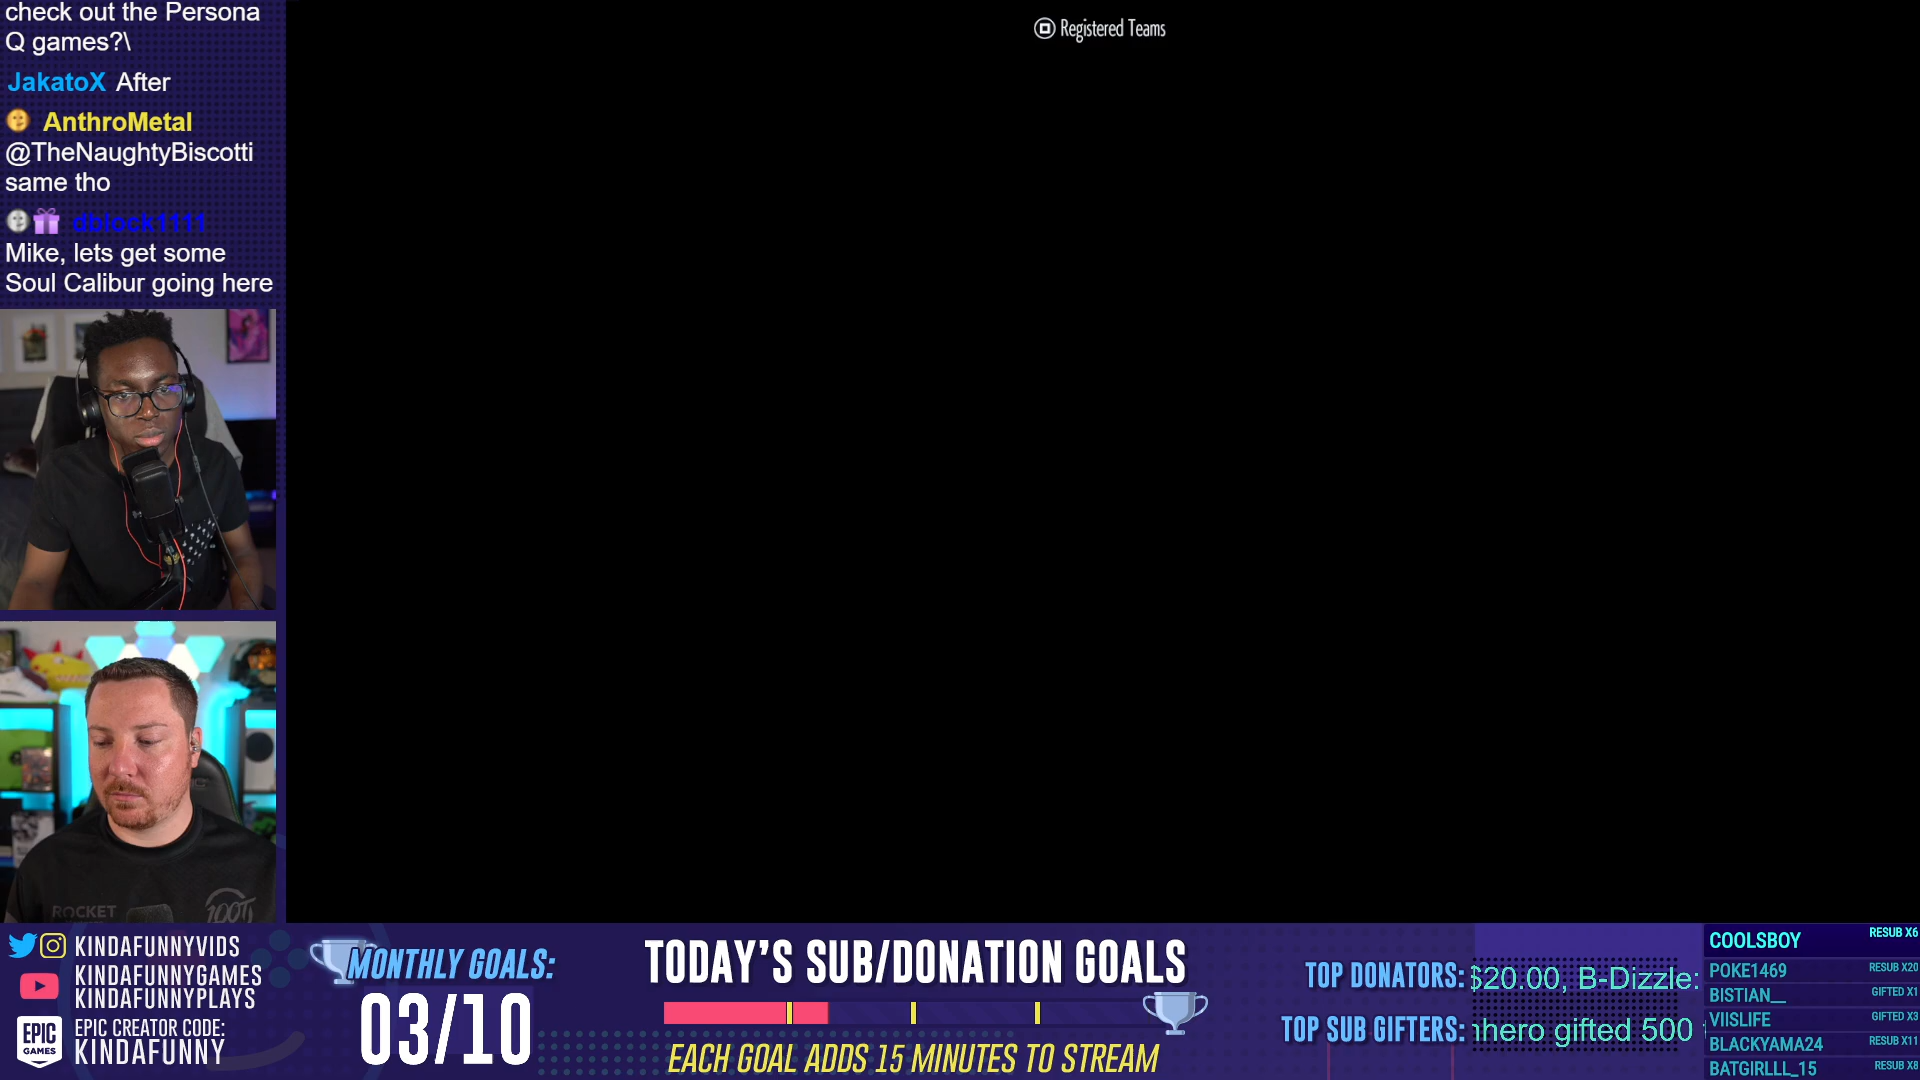 check out the Persona
Q games?\
JakatoX After
AnthroMetal
@TheNaughtyBiscotti
same tho
dblock1111
Mike, lets get some
Soul Calibur going here
Registered Teams
ROCKET
100T
KINDAFUNNYVIDS
KINDAFUNNYGAMES
KINDAFUNNYPLAYS
EPIC
GAMES
EPIC CREATOR CODE:
KINDAFUNNY
MONTHLY GOALS:
03/10
TODAY'S SUB/DONATION GOALS
EACH GOAL ADDS 15 MINUTES TO STREAM
TOP DONATORS: $20.00, B-Dizzle:
TOP SUB GIFTERS: hero gifted 500
COOLSBOY RESUB X6
POKE1469 RESUB X20
BISTIAN__ GIFTED X1
VIISLIFE GIFTED X3
BLACKYAMA24 RESUB X11
BATGIRLLL_15 RESUB X8